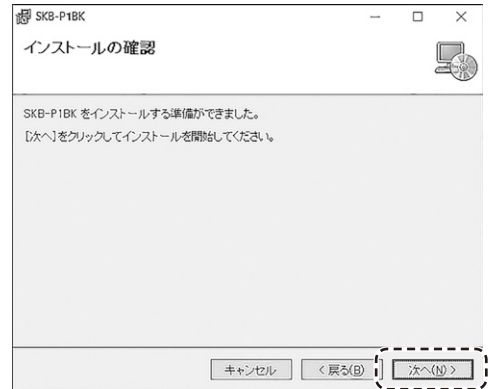 SKB-P1BK
インストールの確認
SKB-P1BK をインストールする準備ができました。
[次へ]をクリックしてインストールを開始してください。
キャンセル
< 戻る(B)
次へ(N) >